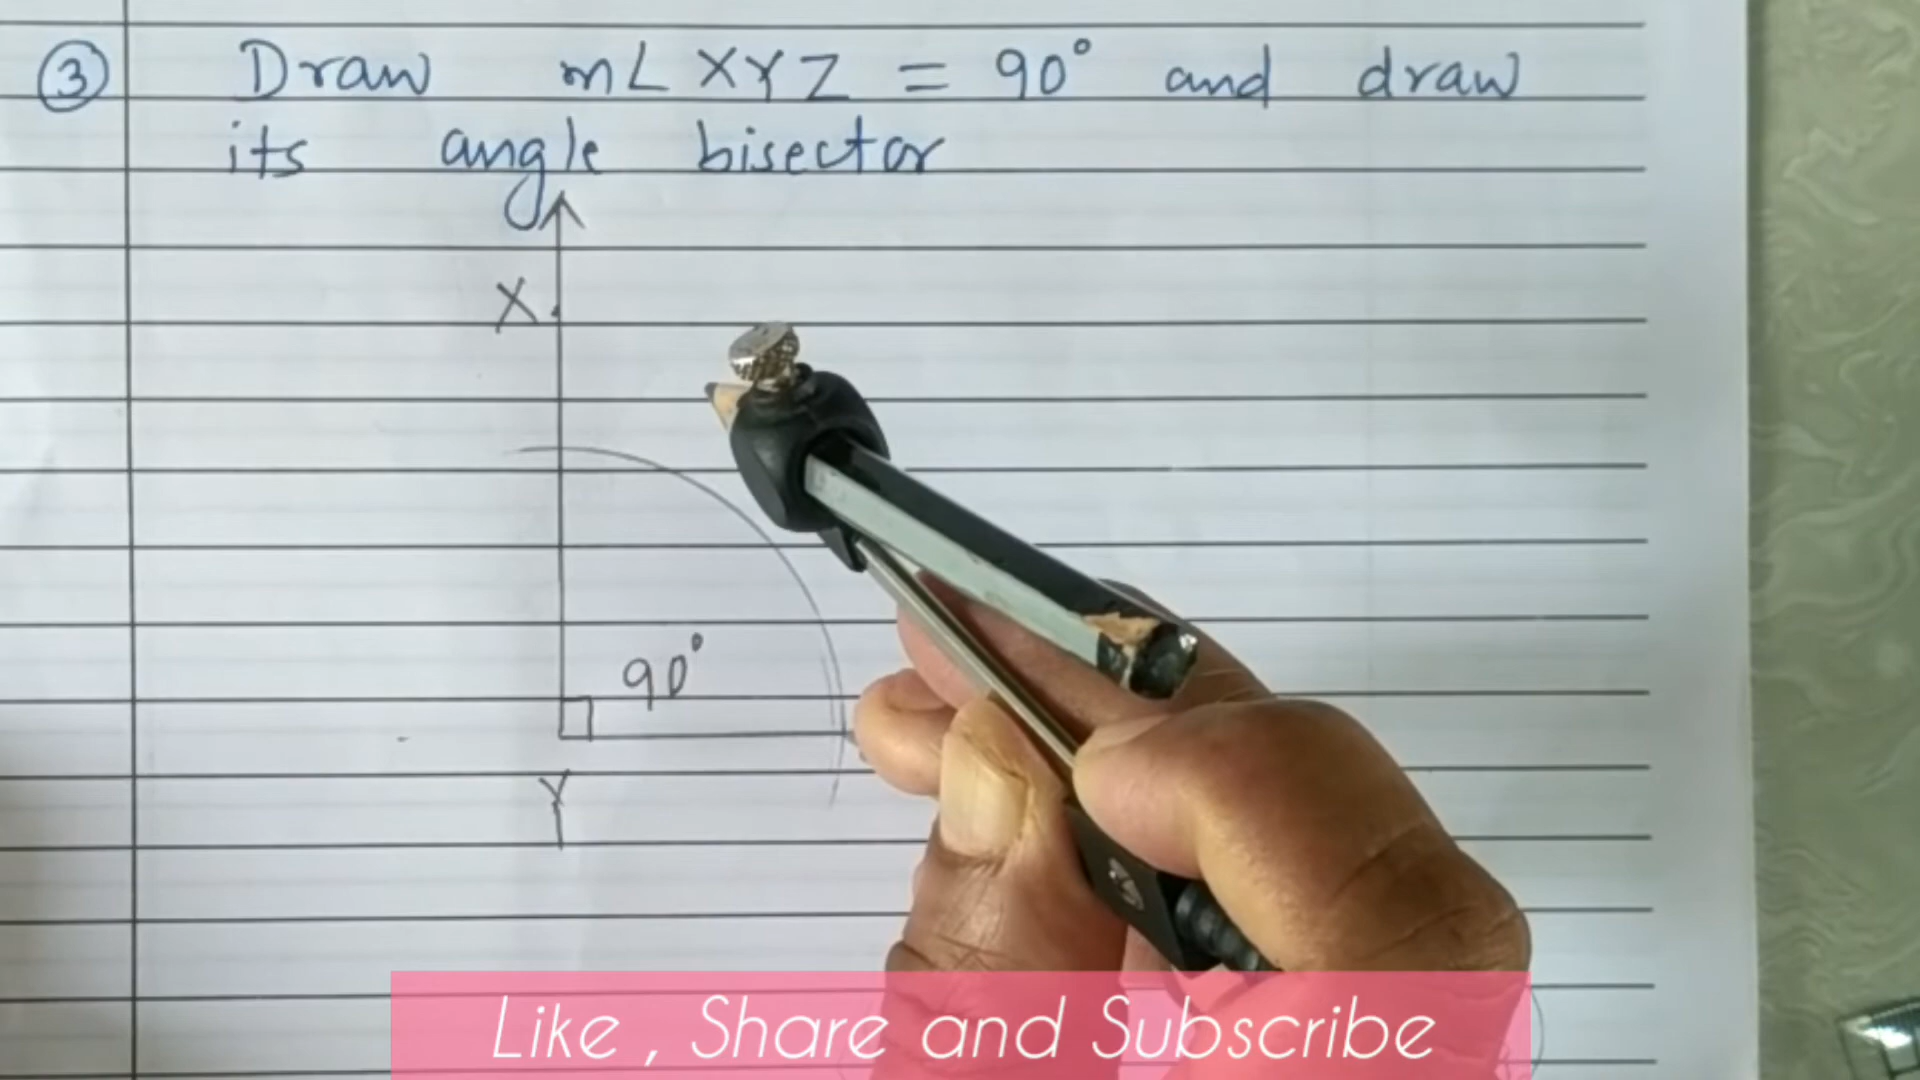 3 Draw m∠XYZ = 90° and draw
its angle bisector
X
90°
Y
Like , Share and Subscribe